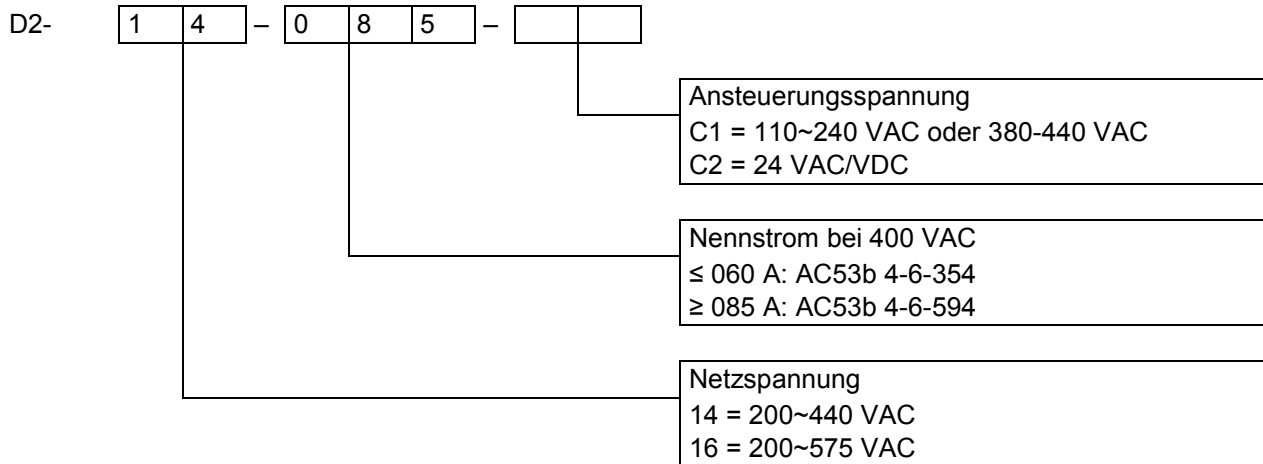 D2- 1 4 – 0 8 5 –
Ansteuerungsspannung
C1 = 110~240 VAC oder 380-440 VAC
C2 = 24 VAC/VDC
Nennstrom bei 400 VAC
≤ 060 A: AC53b 4-6-354
≥ 085 A: AC53b 4-6-594
Netzspannung
14 = 200~440 VAC
16 = 200~575 VAC